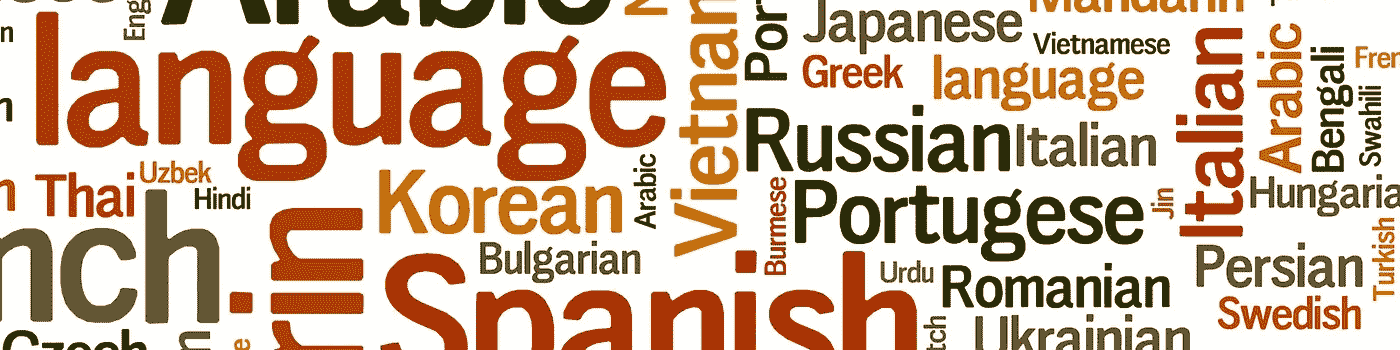 Arabic
language
Eng
Vietnam
Por
Japanese
Mandarin
Vietnamese
Greek
language
Russian
Italian
Italian
Arabic
Bengali
Fren
Swahili
Thai
Uzbek
Hindi
Korean
Arabic
Burmese
Portugese
Jin
Hungaria
nch
rin
Bulgarian
Spanish
Urdu
Romanian
Persian
Turkish
Swedish
Czech
tch
Ukrainian